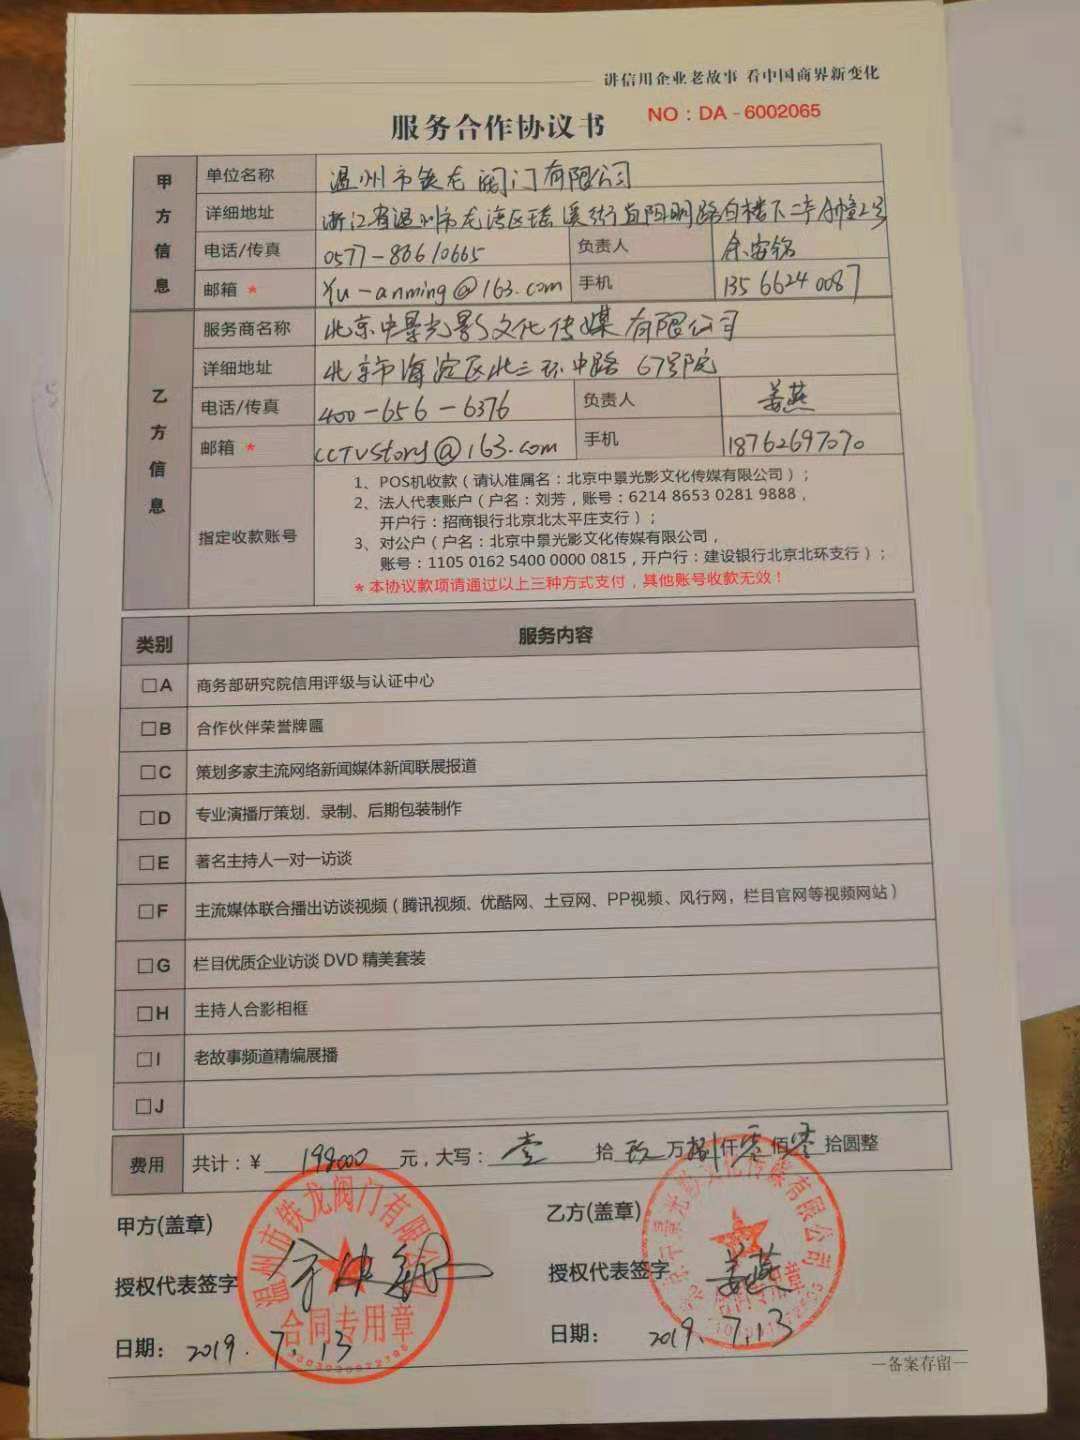 讲信用企业老故事 看中国商界新变化
服务合作协议书
NO：DA－6002065
甲方信息
单位名称 温州市铁龙阀门有限公司
详细地址 浙江省温州市龙湾区瑶溪街道阳明路白楼下二产A幢2号
电话/传真 0577-86610665 负责人 余安铭
邮箱 * Yu-anming@163.com 手机 13566240087
乙方信息
服务商名称 北京中景光影文化传媒有限公司
详细地址 北京市海淀区北三环中路 67号院
电话/传真 400-656-6376 负责人 姜燕
邮箱 * CCTVStory@163.com 手机 18762697070
指定收款账号
1、POS机收款（请认准属名：北京中景光影文化传媒有限公司）；
2、法人代表账户（户名：刘芳，账号：6214 8653 0281 9888，
开户行：招商银行北京北太平庄支行）；
3、对公户（户名：北京中景光影文化传媒有限公司，
账号：1105 0162 5400 0000 0815，开户行：建设银行北京北环支行）；
*本协议款项请通过以上三种方式支付，其他账号收款无效！
类别 服务内容
□A 商务部研究院信用评级与认证中心
□B 合作伙伴荣誉牌匾
□C 策划多家主流网络新闻媒体新闻联展报道
□D 专业演播厅策划、录制、后期包装制作
□E 著名主持人一对一访谈
□F 主流媒体联合播出访谈视频（腾讯视频、优酷网、土豆网、PP视频、风行网，栏目官网等视频网站）
□G 栏目优质企业访谈DVD精美套装
□H 主持人合影相框
□I 老故事频道精编展播
□J
费用 共计：￥198000元，大写：壹拾玖万捌仟零佰零拾圆整
甲方(盖章) 乙方(盖章)
温州市铁龙阀门有限公司
合同专用章
授权代表签字 授权代表签字 姜燕
日期： 2019.7.13 日期： 2019.7.13
—备案存留—